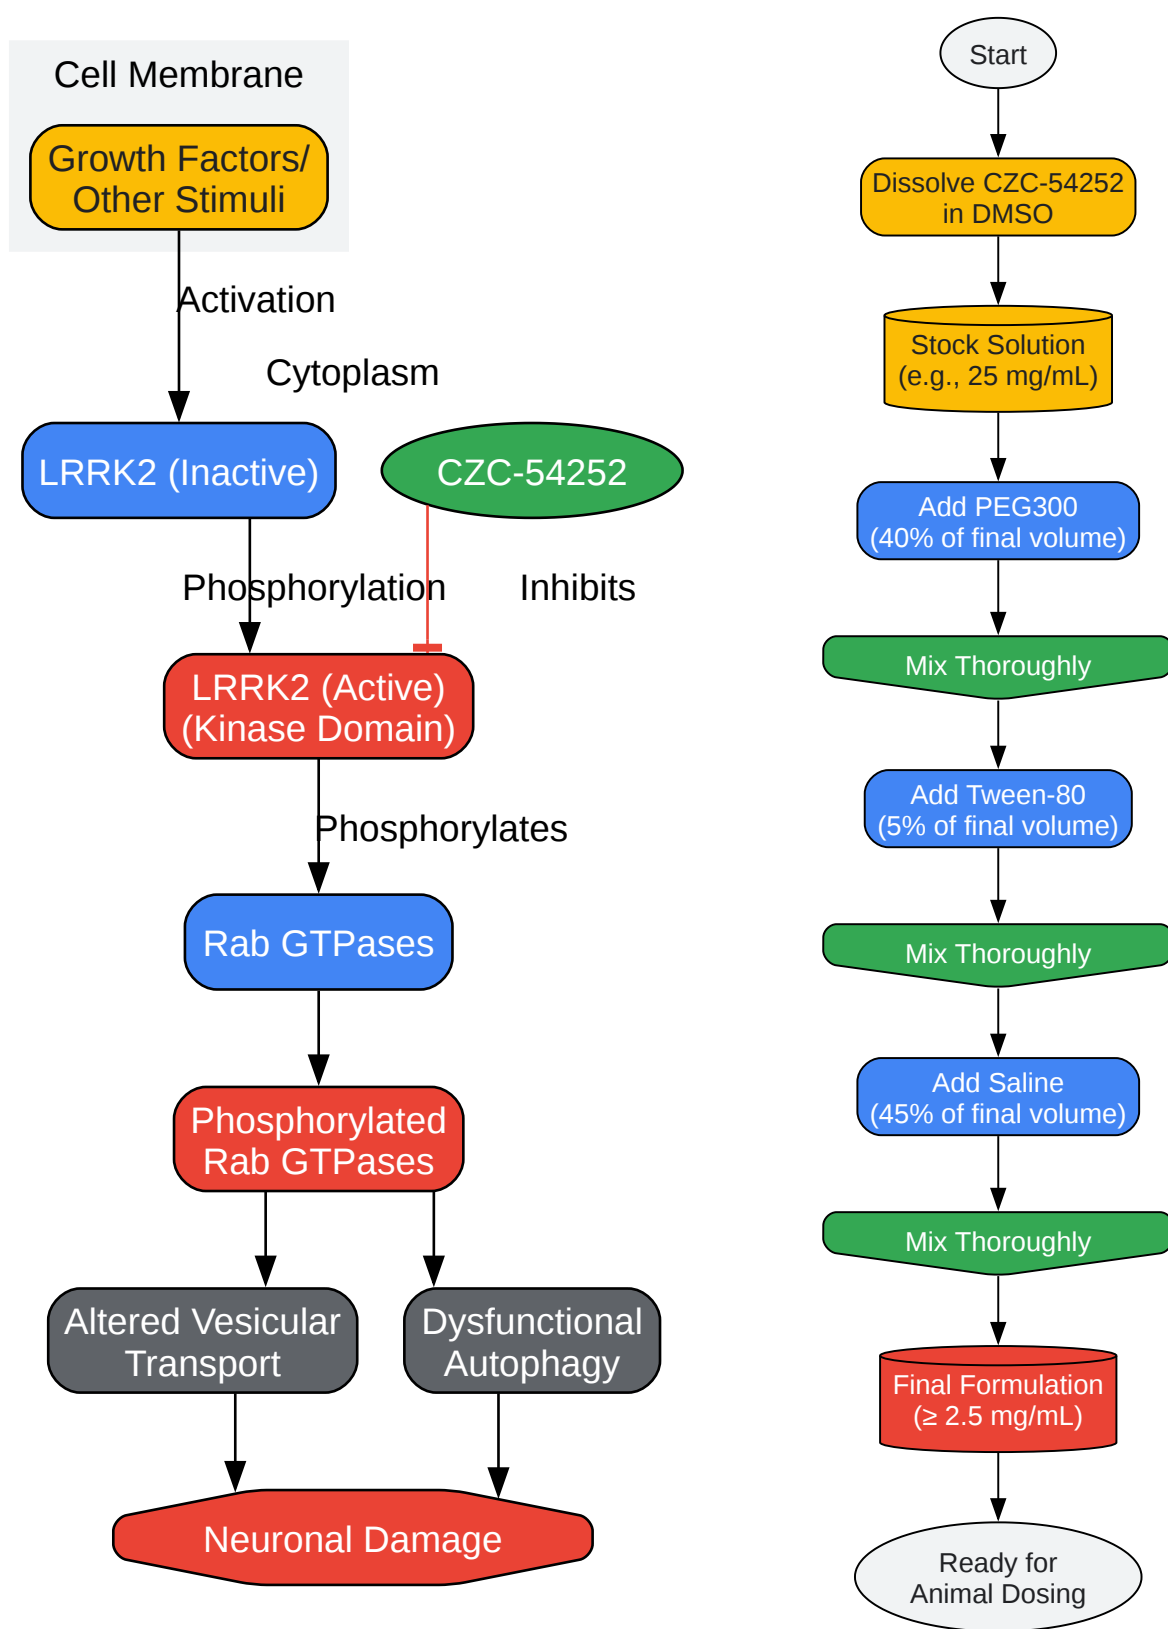 Cell Membrane
Growth Factors/
Other Stimuli
Activation
Cytoplasm
LRRK2 (Inactive)
CZC-54252
Phosphorylation
Inhibits
LRRK2 (Active)
(Kinase Domain)
Phosphorylates
Rab GTPases
Phosphorylated
Rab GTPases
Altered Vesicular
Transport
Dysfunctional
Autophagy
Neuronal Damage
Start
Dissolve CZC-54252
in DMSO
Stock Solution
(e.g., 25 mg/mL)
Add PEG300
(40% of final volume)
Mix Thoroughly
Add Tween-80
(5% of final volume)
Mix Thoroughly
Add Saline
(45% of final volume)
Mix Thoroughly
Final Formulation
(≥ 2.5 mg/mL)
Ready for
Animal Dosing